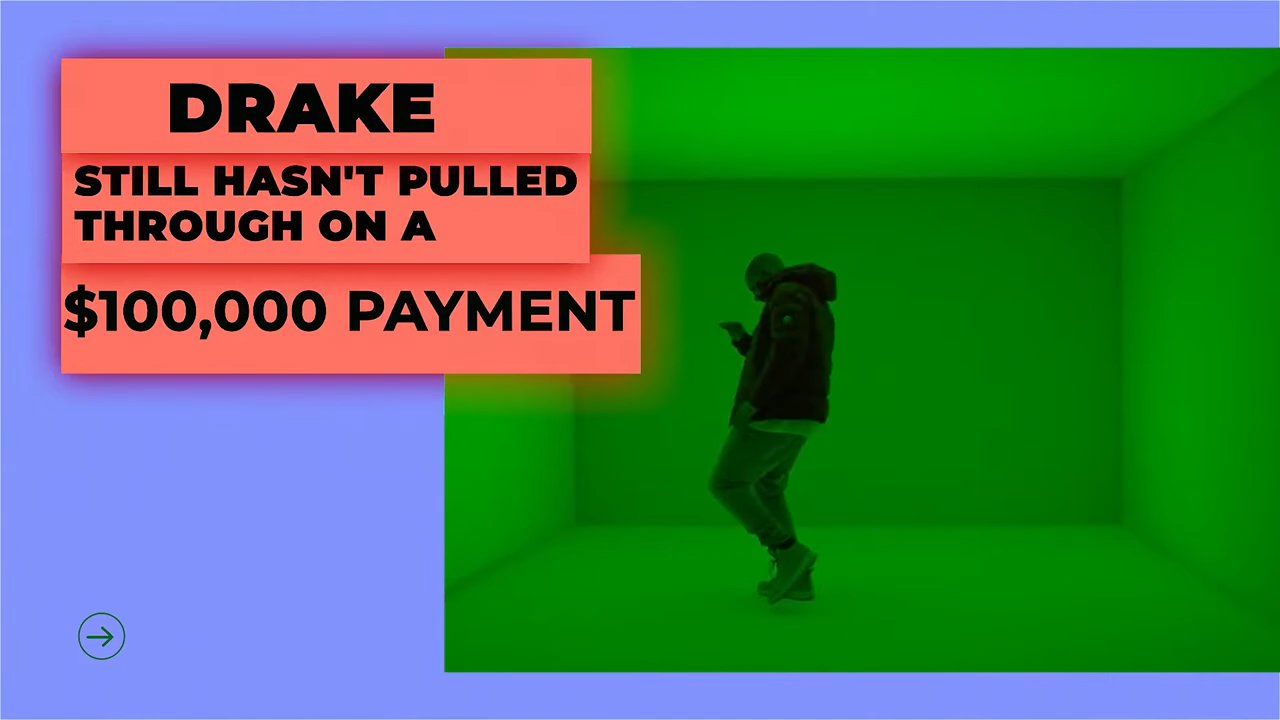 DRAKE
STILL HASN'T PULLED
THROUGH ON A
$100,000 PAYMENT